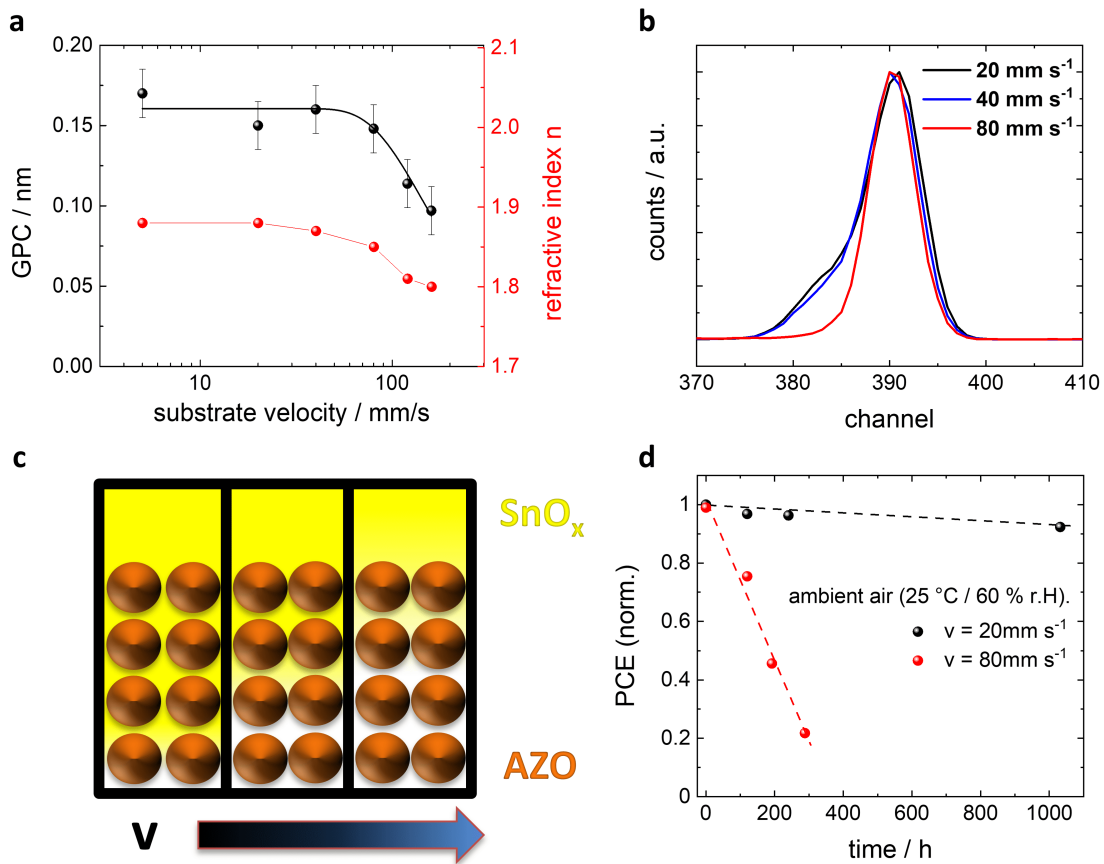 a
0.20
0.15
0.10
0.05
0.00
GPC / nm
10
100
substrate velocity / mm/s
2.1
2.0
1.9
1.8
1.7
refractive index n
b
counts / a.u.
20 mm s⁻¹
40 mm s⁻¹
80 mm s⁻¹
370
380
390
400
410
channel
c
SnOₓ
AZO
v
d
PCE (norm.)
1
0.8
0.6
0.4
0.2
0
ambient air (25 °C / 60 % r.H).
v = 20mm s⁻¹
v = 80mm s⁻¹
0
200
400
600
800
1000
time / h